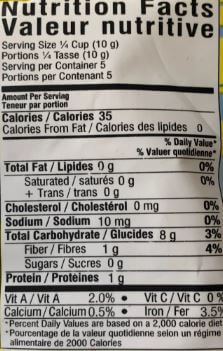 Nutrition Facts
Valeur nutritive
Serving Size ¼ Cup (10 g)
Portions ¼ Tasse (10 g)
Serving per Container 5
Portions per Contenant 5
Amount Per Serving
Teneur par portion
Calories / Calories 35
Calories From Fat / Calories des lipides 0
% Daily Value*
% Valuer quotidienne*
Total Fat / Lipides 0 g 0%
Saturated / saturés 0 g 0%
+ Trans / trans 0 g
Cholesterol / Cholestérol 0 mg 0%
Sodium / Sodium 10 mg 0%
Total Carbohydrate / Glucides 8 g 3%
Fiber / Fibres 1 g 4%
Sugars / Sucres 0 g
Protein / Protéines 1 g
Vit A / Vit A 2.0% • Vit C / Vit C 0%
Calcium / Calcium 0.5% • Iron / Fer 3.5%
*Percent Daily Values are based on a 2,000 calorie diet
*Pourcentage de la valeur quotidienne selon un régime
alimentaire de 2000 Calories